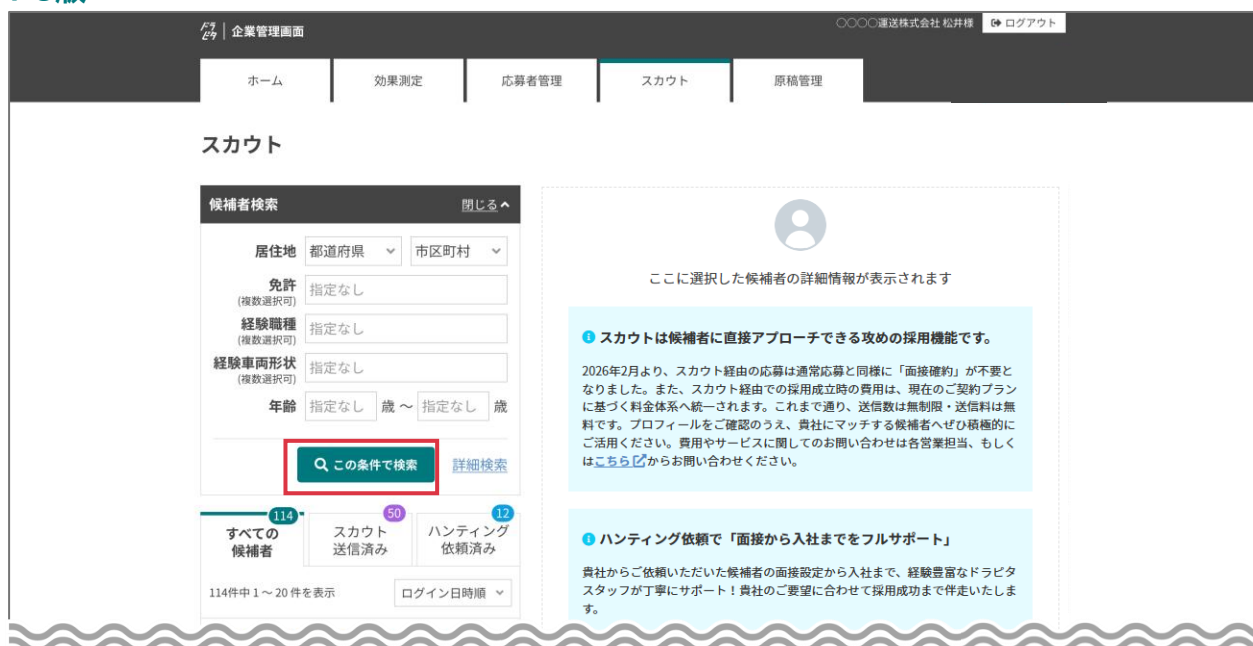 ドラピタ 企業管理画面
〇〇〇〇運送株式会社 松井様 ログアウト
ホーム 効果測定 応募者管理 スカウト 原稿管理
スカウト
候補者検索 閉じる
居住地 都道府県 市区町村
免許 (複数選択可) 指定なし
経験職種 (複数選択可) 指定なし
経験車両形状 (複数選択可) 指定なし
年齢 指定なし 歳 ～ 指定なし 歳
この条件で検索 詳細検索
114 50 12
すべての候補者 スカウト送信済み ハンティング依頼済み
114件中 1 ～ 20 件を表示 ログイン日時順
ここに選択した候補者の詳細情報が表示されます
スカウトは候補者に直接アプローチできる攻めの採用機能です。
2026年2月より、スカウト経由の応募は通常応募と同様に「面接確約」が不要と
なりました。また、スカウト経由での採用成立時の費用は、現在のご契約プラン
に基づく料金体系へ統一されます。これまで通り、送信数は無制限・送信料は無
料です。プロフィールをご確認のうえ、貴社にマッチする候補者へぜひ積極的に
ご活用ください。費用やサービスに関してのお問い合わせは各営業担当、もしく
はこちらからお問い合わせください。
ハンティング依頼で「面接から入社までをフルサポート」
貴社からご依頼いただいた候補者の面接設定から入社まで、経験豊富なドラピタ
スタッフが丁寧にサポート！貴社のご要望に合わせて採用成功まで伴走いたしま
す。